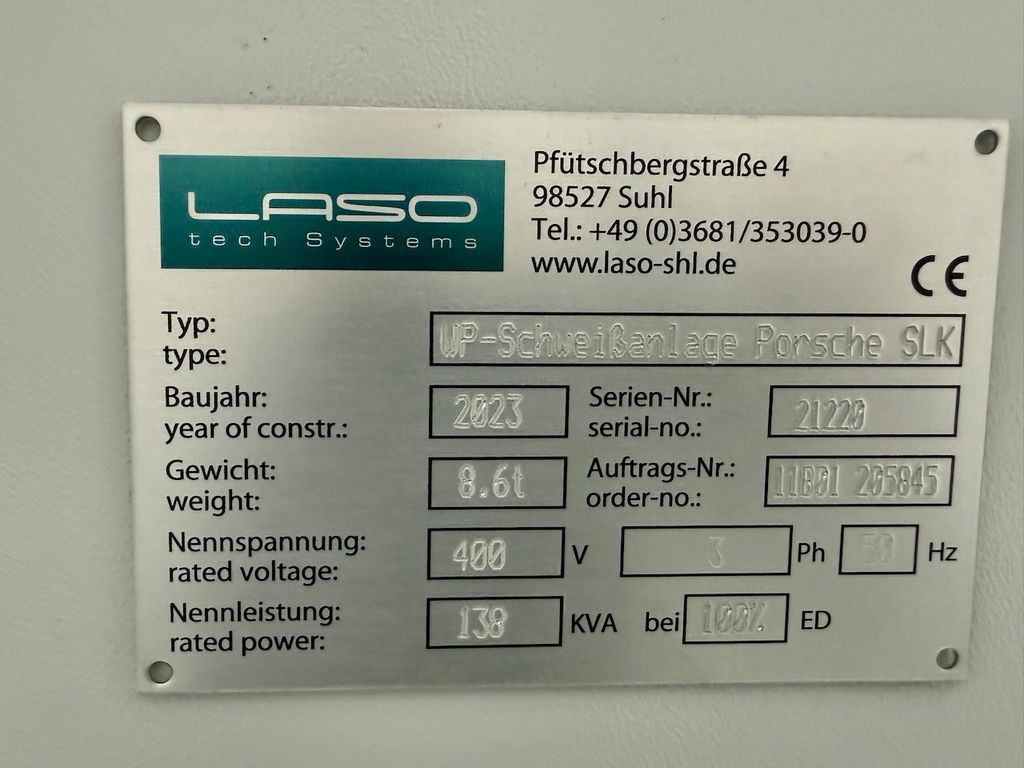 LASO
tech Systems
Pfütschbergstraße 4
98527 Suhl
Tel.: +49 (0)3681/353039-0
www.laso-shl.de
CE
Typ:
type:
WP-Schweißanlage Porsche SLK
Baujahr:
year of constr.:
2023
Serien-Nr.:
serial-no.:
21220
Gewicht:
weight:
8.6t
Auftrags-Nr.:
order-no.:
11B01 205845
Nennspannung:
rated voltage:
400 V
3 Ph
50 Hz
Nennleistung:
rated power:
138 KVA bei 100% ED